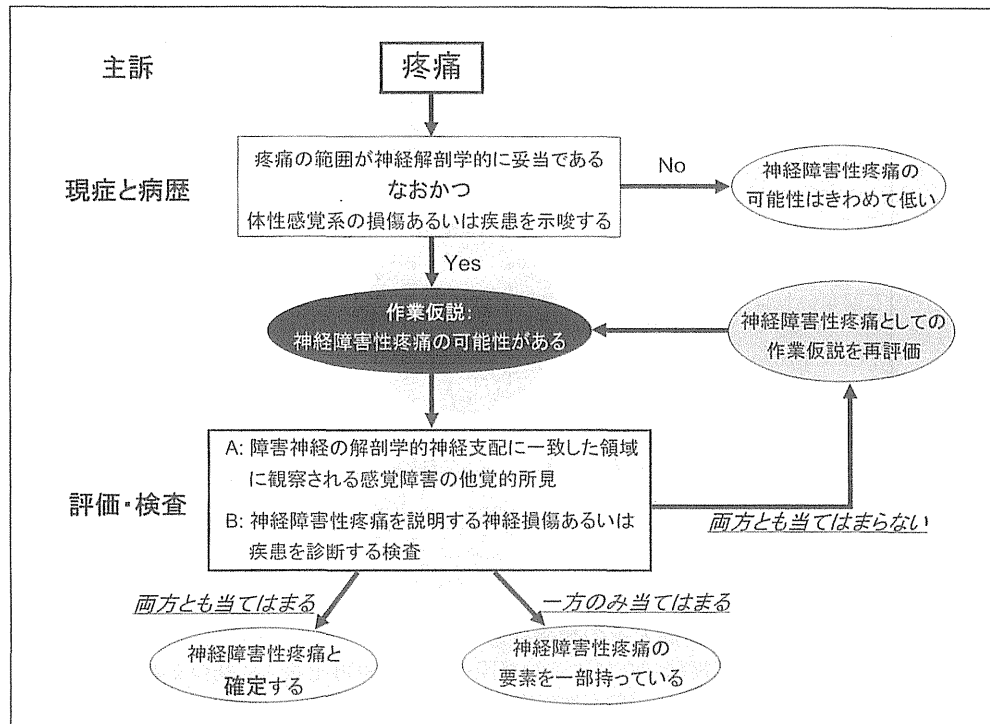 主訴
疼痛
現症と病歴
疼痛の範囲が神経解剖学的に妥当である
なおかつ
体性感覚系の損傷あるいは疾患を示唆する
No
神経障害性疼痛の
可能性はきわめて低い
Yes
作業仮説:
神経障害性疼痛の可能性がある
神経障害性疼痛としての
作業仮説を再評価
評価・検査
A: 障害神経の解剖学的神経支配に一致した領域
に観察される感覚障害の他覚的所見
B: 神経障害性疼痛を説明する神経損傷あるいは
疾患を診断する検査
両方とも当てはまらない
両方とも当てはまる
一方のみ当てはまる
神経障害性疼痛と
確定する
神経障害性疼痛の
要素を一部持っている